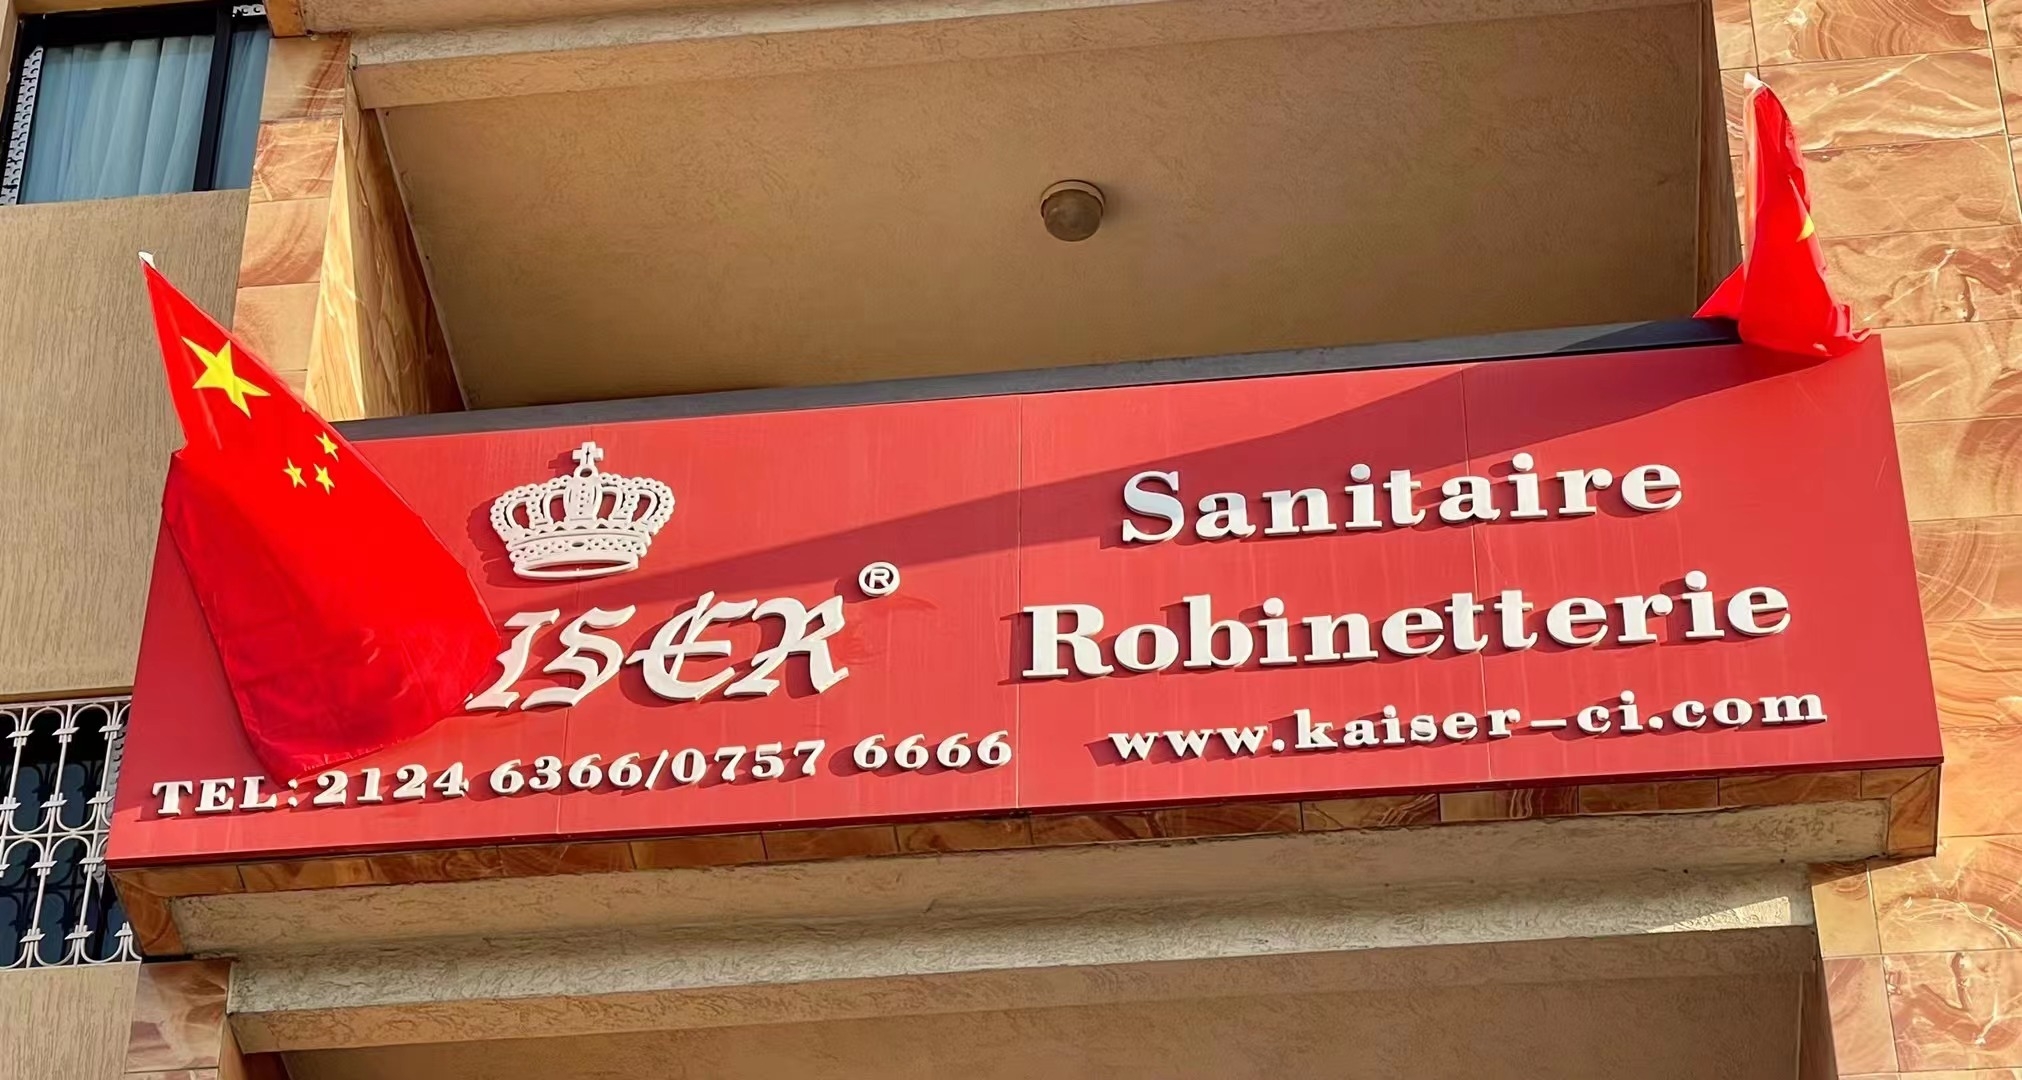 ISER®
Sanitaire
Robinetterie
TEL:2124 6366/0757 6666
www.kaiser-ci.com